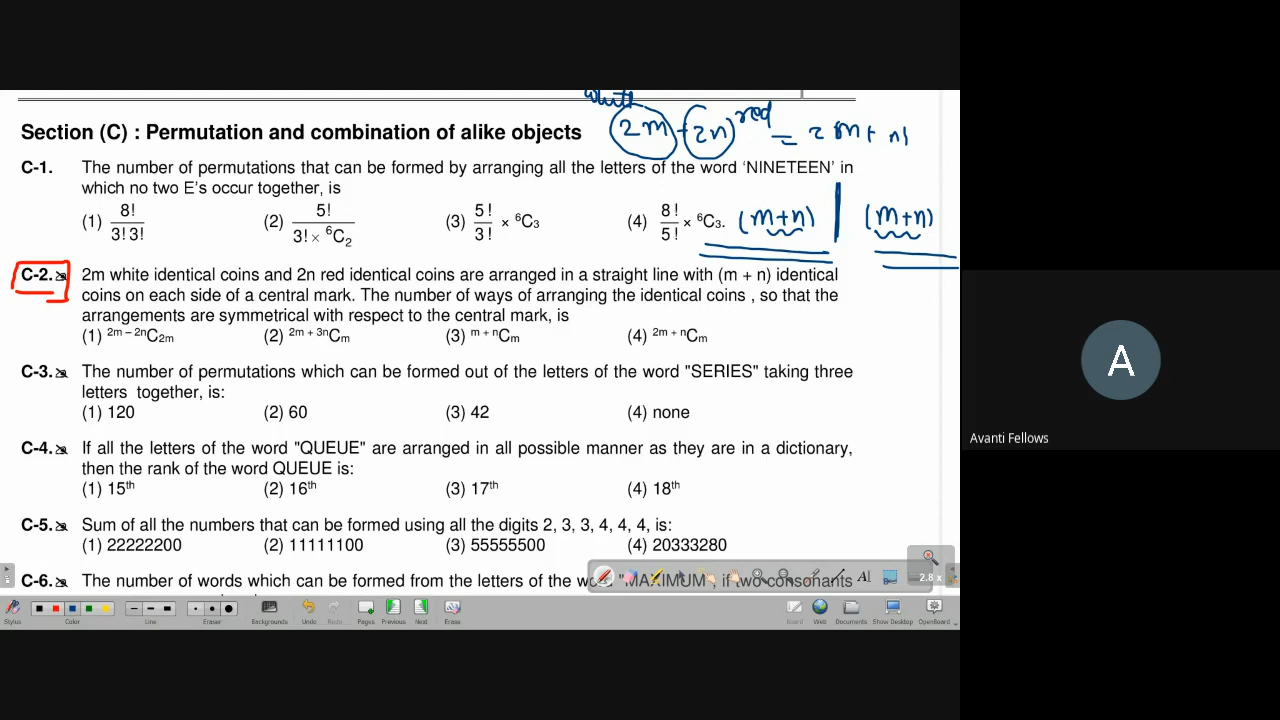 white
2m + 2n red = 2m + n)
Section (C) : Permutation and combination of alike objects
C-1. The number of permutations that can be formed by arranging all the letters of the word ‘NINETEEN’ in
which no two E’s occur together, is
(1) 8! / 3! 3! (2) 5! / 3! × ⁶C₂ (3) 5! / 3! × ⁶C₃ (4) 8! / 5! × ⁶C₃. (m+n) | (m+n)
C-2. 2m white identical coins and 2n red identical coins are arranged in a straight line with (m + n) identical
coins on each side of a central mark. The number of ways of arranging the identical coins , so that the
arrangements are symmetrical with respect to the central mark, is
(1) ²ᵐ⁻²ⁿC₂ₘ (2) ²ᵐ⁺³ⁿCₘ (3) ᵐ⁺ⁿCₘ (4) ²ᵐ⁺ⁿCₘ
C-3. The number of permutations which can be formed out of the letters of the word "SERIES" taking three
letters together, is:
(1) 120 (2) 60 (3) 42 (4) none
C-4. If all the letters of the word "QUEUE" are arranged in all possible manner as they are in a dictionary,
then the rank of the word QUEUE is:
(1) 15th (2) 16th (3) 17th (4) 18th
C-5. Sum of all the numbers that can be formed using all the digits 2, 3, 3, 4, 4, 4, is:
(1) 22222200 (2) 11111100 (3) 55555500 (4) 20333280
C-6. The number of words which can be formed from the letters of the word "MAXIMUM", if two consonants
2.8 x
Stylus Color Line Eraser Backgrounds Undo Redo Pages Previous Next Erase Board Web Documents Show Desktop OpenBoard
A
Avanti Fellows